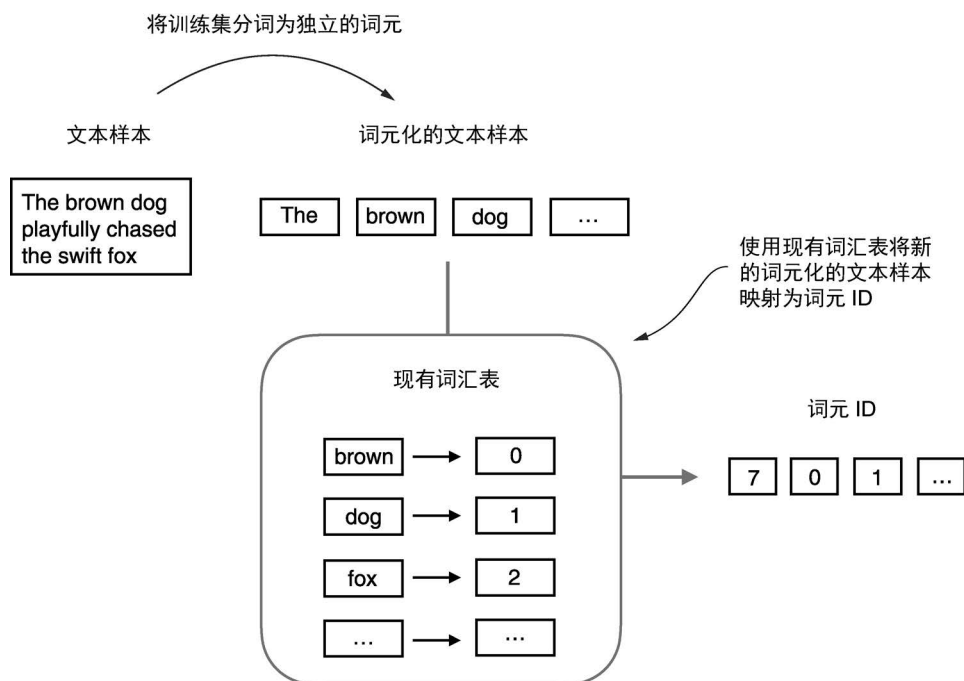 将训练集分词为独立的词元
文本样本
词元化的文本样本
The brown dog
playfully chased
the swift fox
The
brown
dog
…
使用现有词汇表将新
的词元化的文本样本
映射为词元 ID
现有词汇表
brown
0
dog
1
fox
2
…
…
词元 ID
7
0
1
…